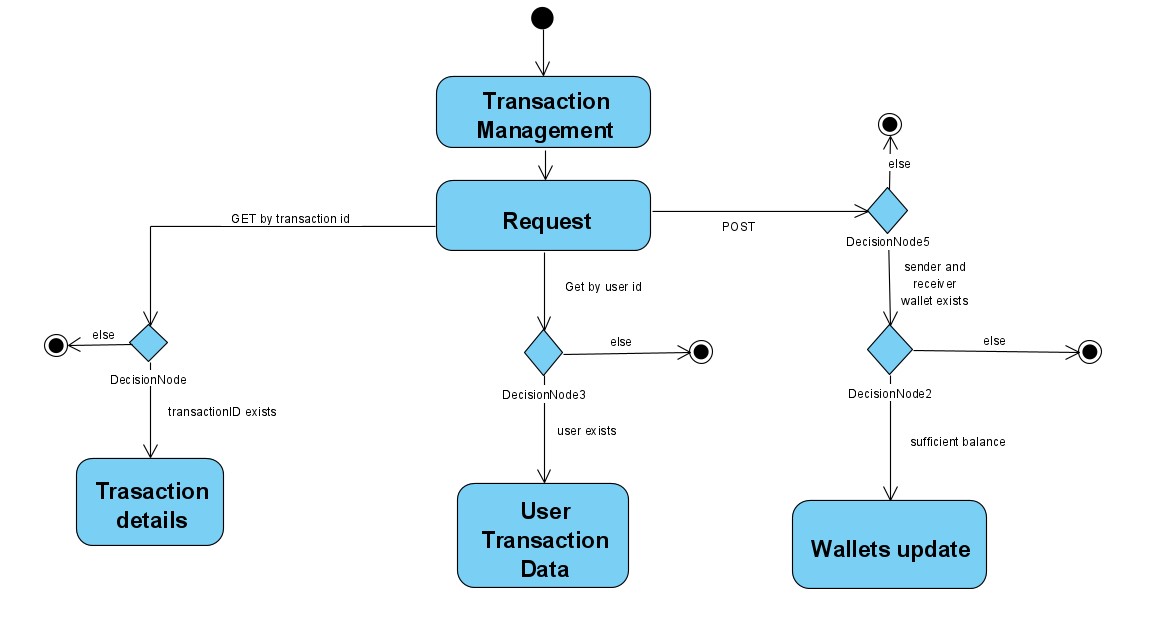 Transaction
Management
else
Request
GET by transaction id
POST
DecisionNode5
sender and
receiver
wallet exists
Get by user id
else
else
else
DecisionNode
DecisionNode3
DecisionNode2
transactionID exists
user exists
sufficient balance
Trasaction
details
User
Transaction
Data
Wallets update